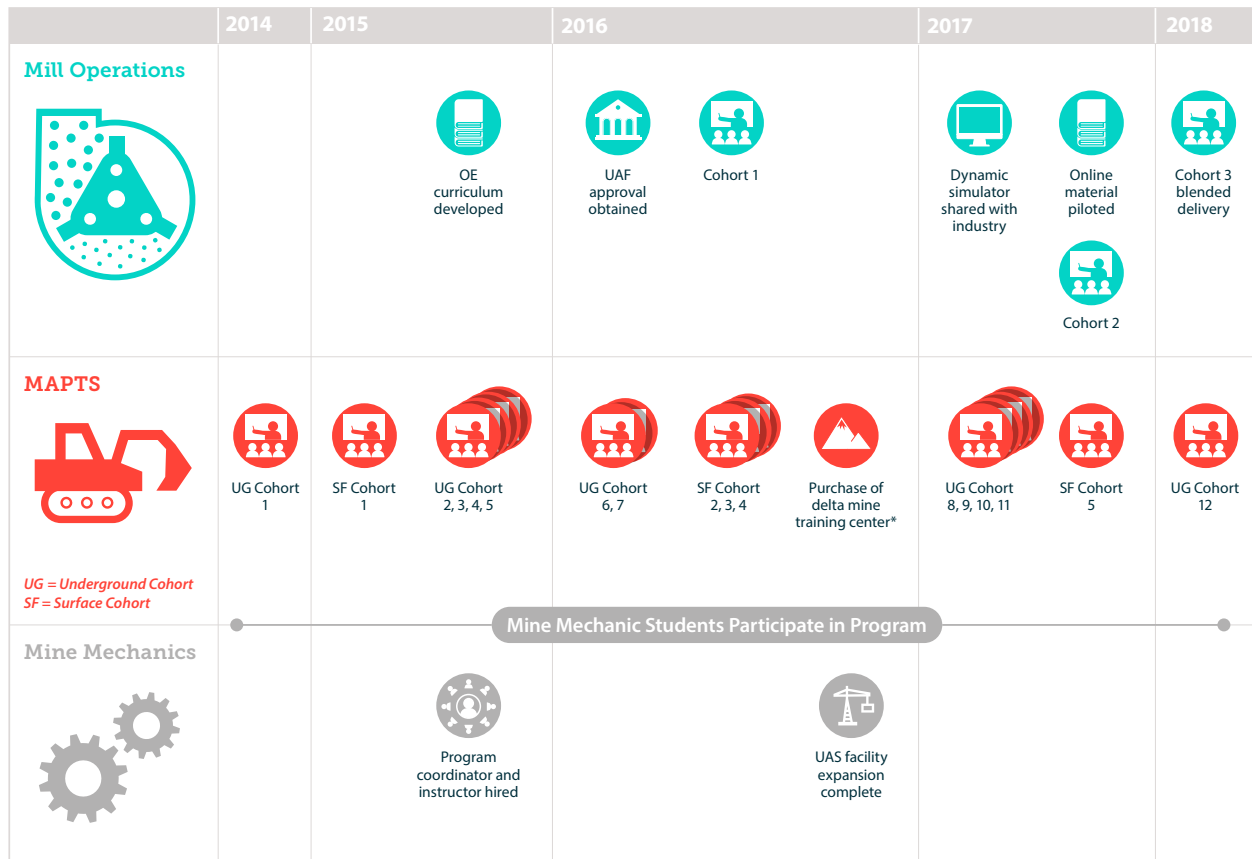 2014
2015
2016
2017
2018
Mill Operations
OE
curriculum
developed
UAF
approval
obtained
Cohort 1
Dynamic
simulator
shared with
industry
Online
material
piloted
Cohort 3
blended
delivery
Cohort 2
MAPTS
UG Cohort
1
SF Cohort
1
UG Cohort
2, 3, 4, 5
UG Cohort
6, 7
SF Cohort
2, 3, 4
Purchase of
delta mine
training center*
UG Cohort
8, 9, 10, 11
SF Cohort
5
UG Cohort
12
UG = Underground Cohort
SF = Surface Cohort
Mine Mechanic Students Participate in Program
Mine Mechanics
Program
coordinator and
instructor hired
UAS facility
expansion
complete